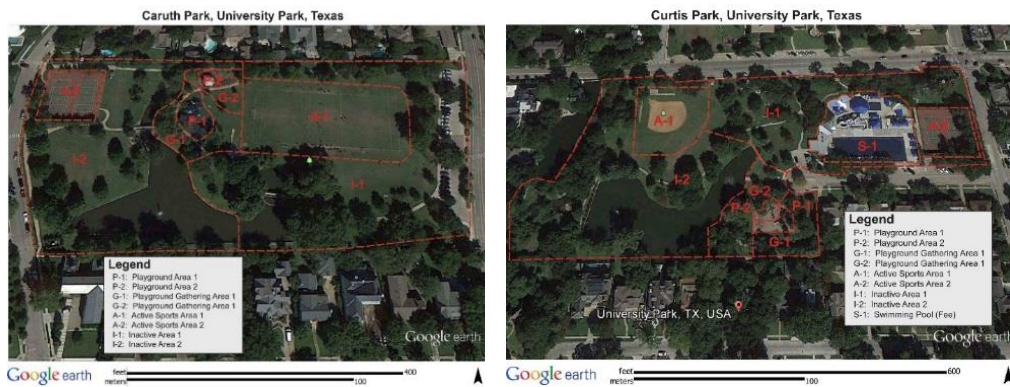 Caruth Park, University Park, Texas
G-2
P-1
G-1
A-1
I-2
I-1
Legend
P-1: Playground Area 1
P-2: Playground Area 2
G-1: Playground Gathering Area 1
G-2: Playground Gathering Area 1
A-1: Active Sports Area 1
A-2: Active Sports Area 2
I-1: Inactive Area 1
I-2: Inactive Area 2
Google earth
Google earth
feet
meters
400
100
Curtis Park, University Park, Texas
A-1
I-1
A-2
S-1
I-2
G-2
P-2
P-1
G-1
Legend
P-1: Playground Area 1
P-2: Playground Area 2
G-1: Playground Gathering Area 1
G-2: Playground Gathering Area 1
A-1: Active Sports Area 1
A-2: Active Sports Area 2
I-1: Inactive Area 1
I-2: Inactive Area 2
S-1: Swimming Pool (Fee)
University Park, TX, USA
Google earth
Google earth
feet
meters
600
100